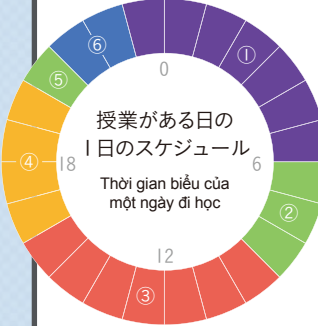 ⑥
①
0
⑤
授業がある日の
1日のスケジュール
④
18
6
Thời gian biểu của
một ngày đi học
②
12
③